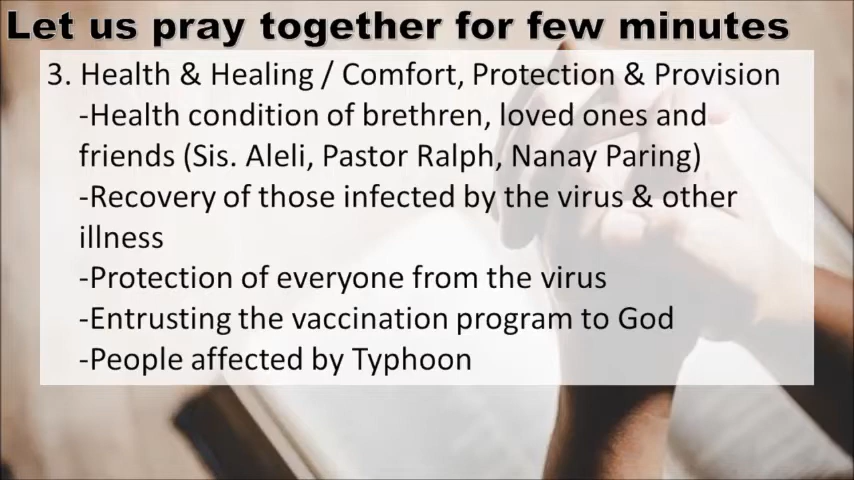 Let us pray together for few minutes
3. Health & Healing / Comfort, Protection & Provision
-Health condition of brethren, loved ones and
friends (Sis. Aleli, Pastor Ralph, Nanay Paring)
-Recovery of those infected by the virus & other
illness
-Protection of everyone from the virus
-Entrusting the vaccination program to God
-People affected by Typhoon